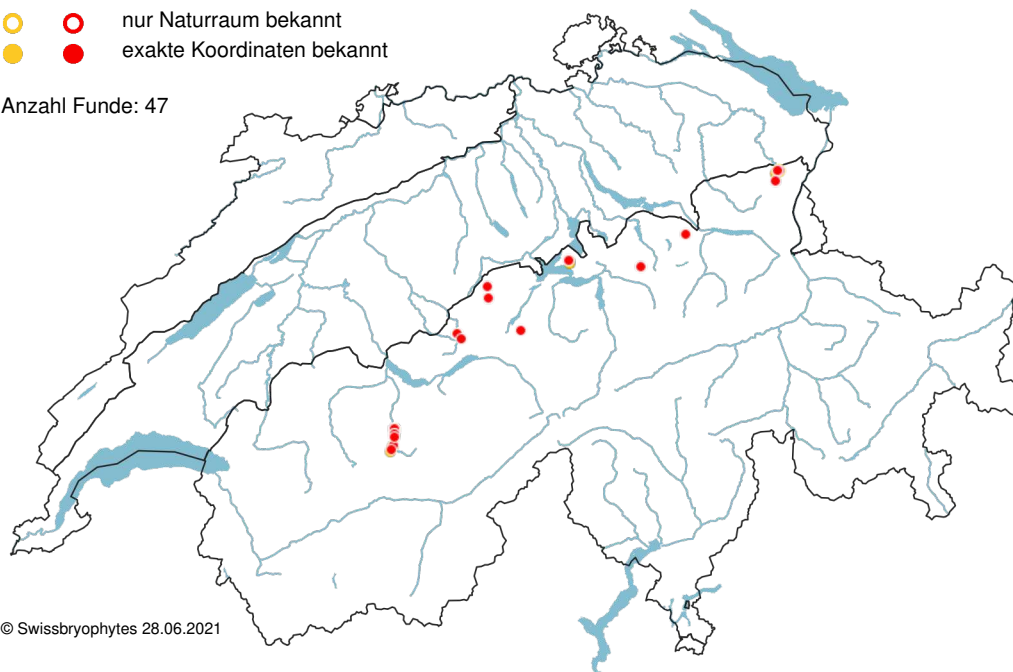 nur Naturraum bekannt
exakte Koordinaten bekannt
Anzahl Funde: 47
© Swissbryophytes 28.06.2021